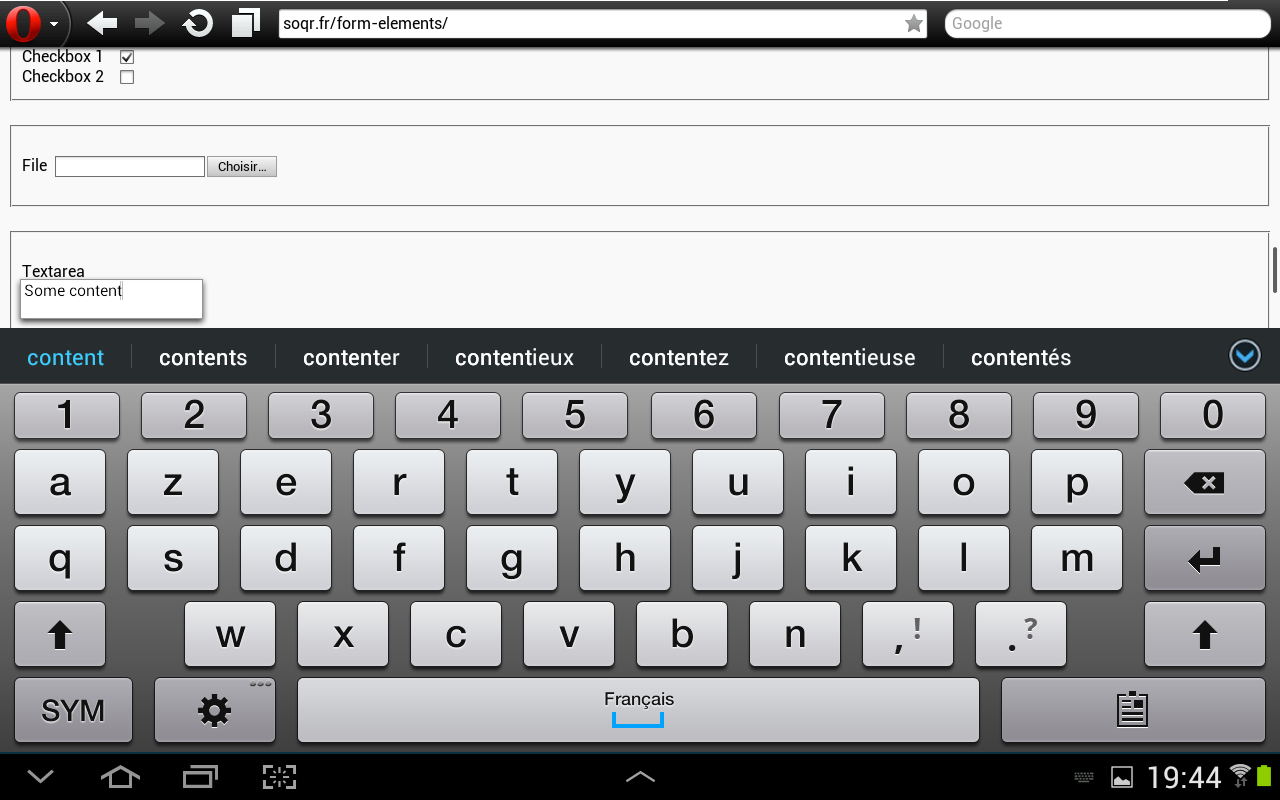 soqr.fr/form-elements/ Google
Checkbox 1
Checkbox 2
File Choisir...
Textarea
Some content
content contents contenter contentieux contentez contentieuse contentés
1 2 3 4 5 6 7 8 9 0
a z e r t y u i o p
q s d f g h j k l m
w x c v b n , ! . ?
SYM Français
19:44